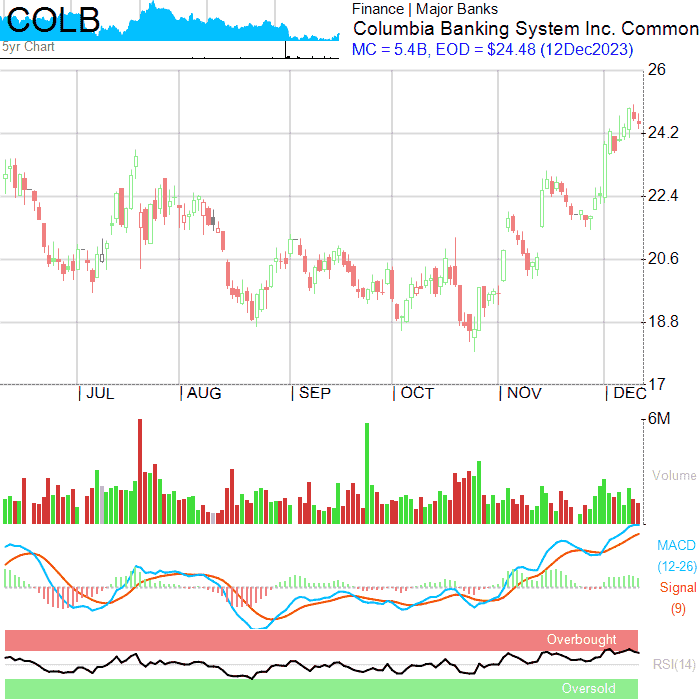 COLB
5yr Chart
Finance | Major Banks
Columbia Banking System Inc. Common
MC = 5.4B, EOD = $24.48 (12Dec2023)
26
24.2
22.4
20.6
18.8
17
| JUL | AUG | SEP | OCT | NOV | DEC
6M
Volume
MACD
(12-26)
Signal
(9)
Overbought
RSI(14)
Oversold